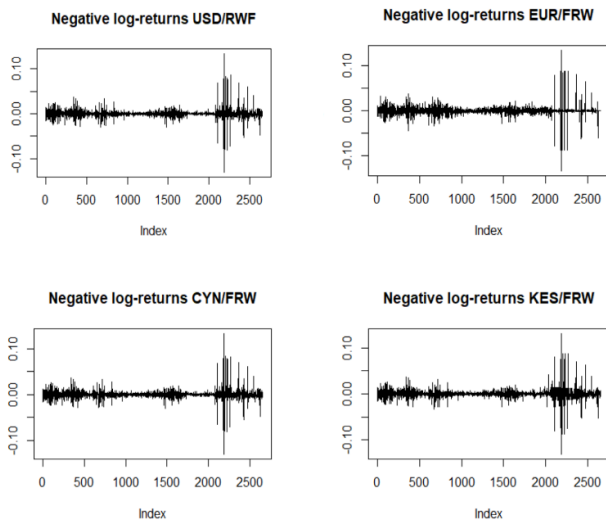 Negative log-returns USD/RWF
0.10
0.00
-0.10
0 500 1000 1500 2000 2500
Index
Negative log-returns EUR/FRW
0.10
0.00
-0.10
0 500 1000 1500 2000 2500
Index
Negative log-returns CYN/FRW
0.10
0.00
-0.10
0 500 1000 1500 2000 2500
Index
Negative log-returns KES/FRW
0.10
0.00
-0.10
0 500 1000 1500 2000 2500
Index